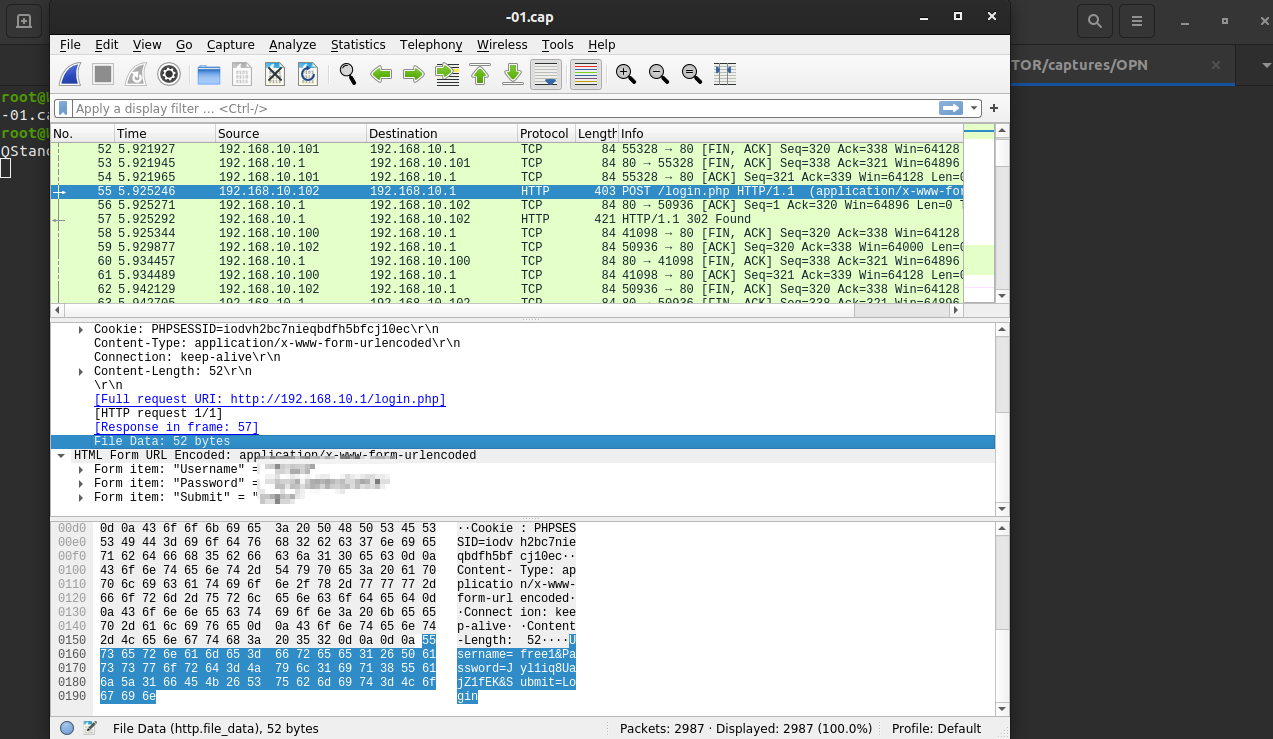 -01.cap
File Edit View Go Capture Analyze Statistics Telephony Wireless Tools Help
Apply a display filter … <Ctrl-/>
TOR/captures/OPN
root@
-01.ca
root@
QStan
No. Time Source Destination Protocol Length Info
52 5.921927 192.168.10.101 192.168.10.1 TCP 84 55328 → 80 [FIN, ACK] Seq=320 Ack=338 Win=64128
53 5.921945 192.168.10.1 192.168.10.101 TCP 84 80 → 55328 [FIN, ACK] Seq=338 Ack=321 Win=64896
54 5.921965 192.168.10.101 192.168.10.1 TCP 84 55328 → 80 [ACK] Seq=321 Ack=339 Win=64128 Len=0
55 5.925246 192.168.10.102 192.168.10.1 HTTP 403 POST /login.php HTTP/1.1  (application/x-www-for
56 5.925271 192.168.10.1 192.168.10.102 TCP 84 80 → 50936 [ACK] Seq=1 Ack=320 Win=64896 Len=0
57 5.925292 192.168.10.1 192.168.10.102 HTTP 421 HTTP/1.1 302 Found
58 5.925344 192.168.10.100 192.168.10.1 TCP 84 41098 → 80 [FIN, ACK] Seq=320 Ack=338 Win=64128
59 5.929877 192.168.10.102 192.168.10.1 TCP 84 50936 → 80 [ACK] Seq=320 Ack=338 Win=64000 Len=0
60 5.934457 192.168.10.1 192.168.10.100 TCP 84 80 → 41098 [FIN, ACK] Seq=338 Ack=321 Win=64896
61 5.934489 192.168.10.100 192.168.10.1 TCP 84 41098 → 80 [ACK] Seq=321 Ack=339 Win=64128 Len=0
62 5.942129 192.168.10.102 192.168.10.1 TCP 84 50936 → 80 [FIN, ACK] Seq=320 Ack=338 Win=64128
63 5.942705 192.168.10.1 192.168.10.102 TCP 84 80 → 50936 [FIN, ACK] Seq=338 Ack=321 Win=64896
Cookie: PHPSESSID=iodvh2bc7nieqbdfh5bfcj10ec\r\n
Content-Type: application/x-www-form-urlencoded\r\n
Connection: keep-alive\r\n
Content-Length: 52\r\n
\r\n
[Full request URI: http://192.168.10.1/login.php]
[HTTP request 1/1]
[Response in frame: 57]
File Data: 52 bytes
HTML Form URL Encoded: application/x-www-form-urlencoded
Form item: "Username" =
Form item: "Password" =
Form item: "Submit" = "
00d0 0d 0a 43 6f 6f 6b 69 65 3a 20 50 48 50 53 45 53 ··Cookie : PHPSES
00e0 53 49 44 3d 69 6f 64 76 68 32 62 63 37 6e 69 65 SID=iodv h2bc7nie
00f0 71 62 64 66 68 35 62 66 63 6a 31 30 65 63 0d 0a qbdfh5bf cj10ec··
0100 43 6f 6e 74 65 6e 74 2d 54 79 70 65 3a 20 61 70 Content- Type: ap
0110 70 6c 69 63 61 74 69 6f 6e 2f 78 2d 77 77 77 2d plicatio n/x-www-
0120 66 6f 72 6d 2d 75 72 6c 65 6e 63 6f 64 65 64 0d form-url encoded·
0130 0a 43 6f 6e 6e 65 63 74 69 6f 6e 3a 20 6b 65 65 ·Connect ion: kee
0140 70 2d 61 6c 69 76 65 0d 0a 43 6f 6e 74 65 6e 74 p-alive· ·Content
0150 2d 4c 65 6e 67 74 68 3a 20 35 32 0d 0a 0d 0a 55 -Length: 52····U
0160 73 65 72 6e 61 6d 65 3d 66 72 65 65 31 26 50 61 sername= free1&Pa
0170 73 73 77 6f 72 64 3d 4a 79 6c 31 69 71 38 55 61 ssword=J yl1iq8Ua
0180 6a 5a 31 66 45 4b 26 53 75 62 6d 69 74 3d 4c 6f jZ1fEK&S ubmit=Lo
0190 67 69 6e gin
File Data (http.file_data), 52 bytes
Packets: 2987 · Displayed: 2987 (100.0%)
Profile: Default